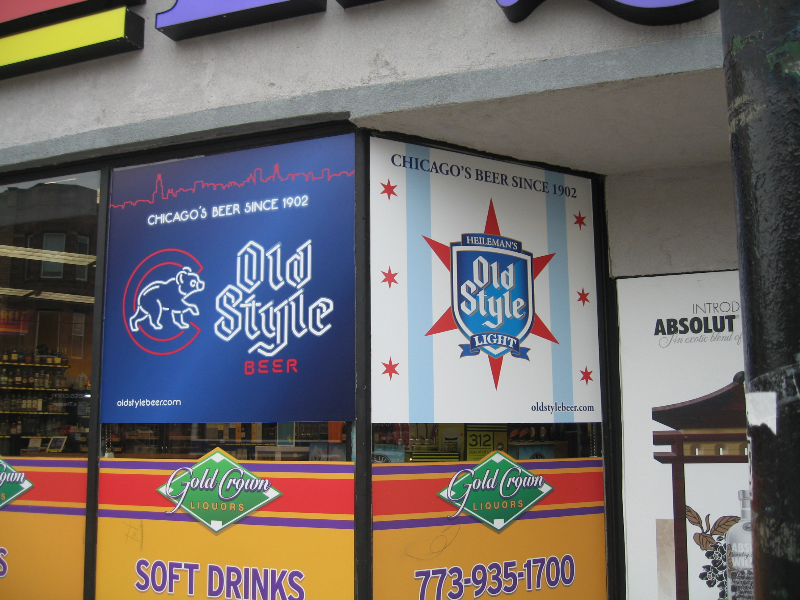 CHICAGO'S BEER SINCE 1902
Old
Style
BEER
oldstylebeer.com
CHICAGO'S BEER SINCE 1902
HEILEMAN'S
Old
Style
LIGHT
oldstylebeer.com
312
ABSOLUT
Gold Crown
LIQUORS
SOFT DRINKS
Gold Crown
LIQUORS
773-935-1700